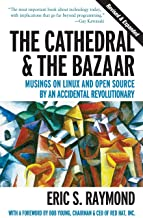 "The most important book about technology today,
with implications that go far beyond programming."
—Guy Kawasaki
Revised & Expanded
THE CATHEDRAL
& THE BAZAAR
MUSINGS ON LINUX AND OPEN SOURCE
BY AN ACCIDENTAL REVOLUTIONARY
ERIC S. RAYMOND
WITH A FOREWORD BY BOB YOUNG, CHAIRMAN & CEO OF RED HAT, INC.